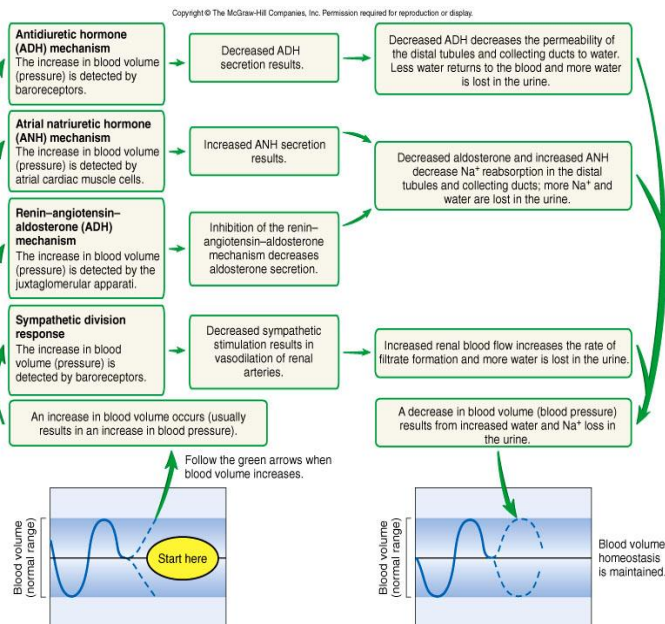 Copyright © The McGraw-Hill Companies, Inc. Permission required for reproduction or display.
Antidiuretic hormone
(ADH) mechanism
The increase in blood volume
(pressure) is detected by
baroreceptors.
Decreased ADH
secretion results.
Decreased ADH decreases the permeability of
the distal tubules and collecting ducts to water.
Less water returns to the blood and more water
is lost in the urine.
Atrial natriuretic hormone
(ANH) mechanism
The increase in blood volume
(pressure) is detected by
atrial cardiac muscle cells.
Increased ANH secretion
results.
Decreased aldosterone and increased ANH
decrease Na⁺ reabsorption in the distal
tubules and collecting ducts; more Na⁺ and
water are lost in the urine.
Renin–angiotensin–
aldosterone (ADH)
mechanism
The increase in blood volume
(pressure) is detected by the
juxtaglomerular apparati.
Inhibition of the renin–
angiotensin–aldosterone
mechanism decreases
aldosterone secretion.
Sympathetic division
response
The increase in blood
volume (pressure) is
detected by baroreceptors.
Decreased sympathetic
stimulation results in
vasodilation of renal
arteries.
Increased renal blood flow increases the rate of
filtrate formation and more water is lost in the urine.
An increase in blood volume occurs (usually
results in an increase in blood pressure).
A decrease in blood volume (blood pressure)
results from increased water and Na⁺ loss in
the urine.
Follow the green arrows when
blood volume increases.
Blood volume
(normal range)
Start here
Blood volume
(normal range)
Blood volume
homeostasis
is maintained.